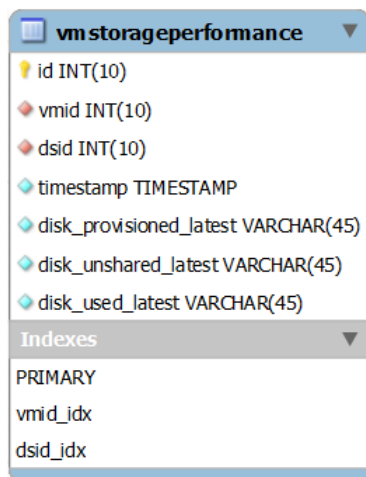 vmstorageperformance
id INT(10)
vmid INT(10)
dsid INT(10)
timestamp TIMESTAMP
disk_provisioned_latest VARCHAR(45)
disk_unshared_latest VARCHAR(45)
disk_used_latest VARCHAR(45)
Indexes
PRIMARY
vmid_idx
dsid_idx